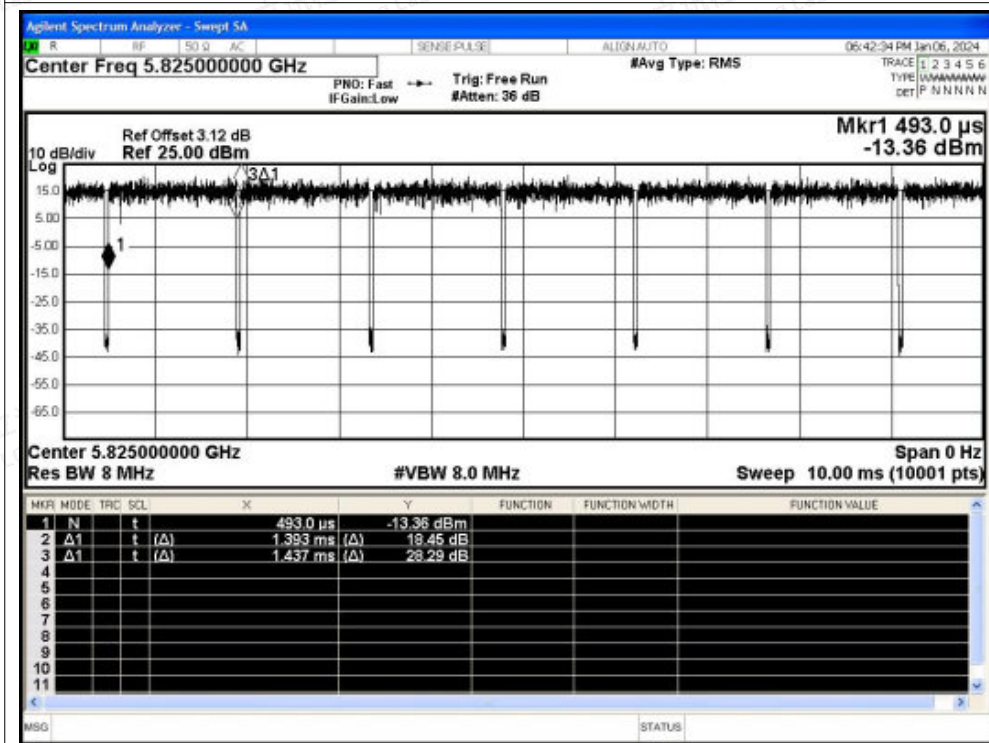 Agilent Spectrum Analyzer - Swept SA
R RF 50 Ω AC SENSE:PULSE ALIGN AUTO 06:42:34 PM Jan 06, 2024
Center Freq 5.825000000 GHz #Avg Type: RMS TRACE 1 2 3 4 5 6
PNO: Fast Trig: Free Run TYPE WWWWWW
IFGain:Low #Atten: 36 dB DET P N N N N N
Mkr1 493.0 µs
Ref Offset 3.12 dB
10 dB/div Ref 25.00 dBm -13.36 dBm
Log
3Δ1
15.0
5.00
1
-5.00
-15.0
-25.0
-35.0
-45.0
-55.0
-65.0
Center 5.825000000 GHz Span 0 Hz
Res BW 8 MHz #VBW 8.0 MHz Sweep 10.00 ms (10001 pts)
MKR MODE TRC SCL X Y FUNCTION FUNCTION WIDTH FUNCTION VALUE
1 N t 493.0 µs -13.36 dBm
2 Δ1 t (Δ) 1.393 ms (Δ) 18.45 dB
3 Δ1 t (Δ) 1.437 ms (Δ) 28.29 dB
4
5
6
7
8
9
10
11
MSG STATUS